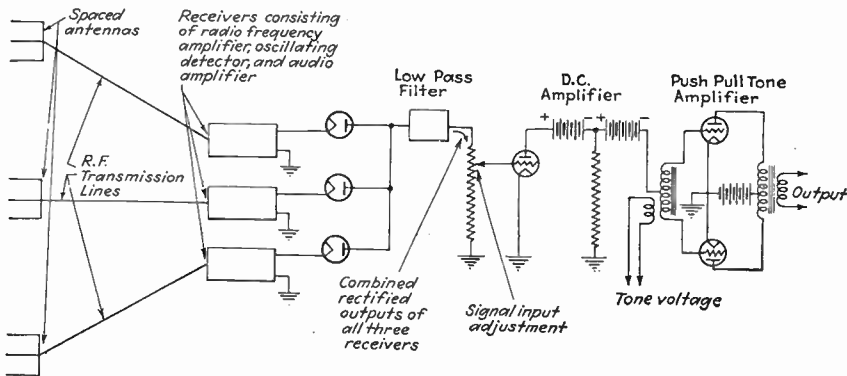 Spaced
antennas
Receivers consisting
of radio frequency
amplifier, oscillating
detector, and audio
amplifier
Low Pass
Filter
D.C.
Amplifier
Push Pull Tone
Amplifier
+ - - + -
R.F.
Transmission
Lines
Output
Combined
rectified
outputs of
all three
receivers
Signal input
adjustment
Tone voltage